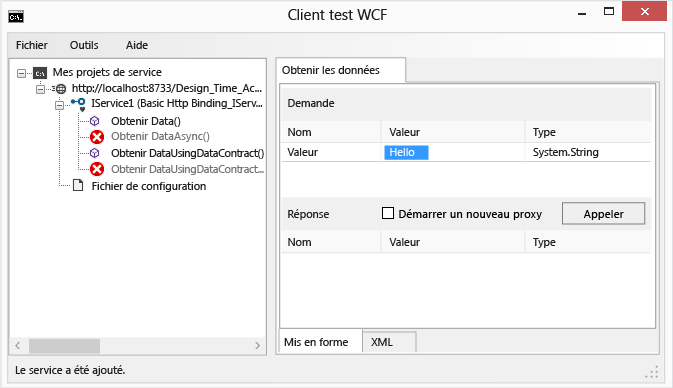 Client test WCF
Fichier Outils Aide
Mes projets de service
http://localhost:8733/Design_Time_Ac...
IService1 (Basic Http Binding_IServ...
Obtenir Data()
Obtenir DataAsync()
Obtenir DataUsingDataContract()
Obtenir DataUsingDataContract...
Fichier de configuration
Obtenir les données
Demande
Nom Valeur Type
Valeur Hello System.String
Réponse Démarrer un nouveau proxy Appeler
Nom Valeur Type
Mis en forme XML
Le service a été ajouté.